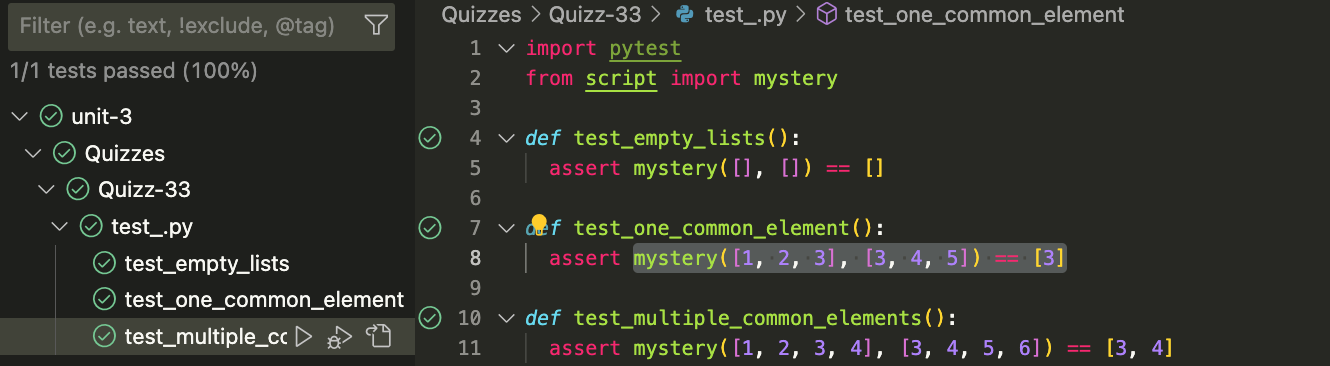 Filter (e.g. text, !exclude, @tag)
1/1 tests passed (100%)
unit-3
Quizzes
Quizz-33
test_.py
test_empty_lists
test_one_common_element
test_multiple_cc
Quizzes > Quizz-33 > test_.py > test_one_common_element
1 import pytest
2 from script import mystery
3
4 def test_empty_lists():
5 assert mystery([], []) == []
6
7 def test_one_common_element():
8 assert mystery([1, 2, 3], [3, 4, 5]) == [3]
9
10 def test_multiple_common_elements():
11 assert mystery([1, 2, 3, 4], [3, 4, 5, 6]) == [3, 4]